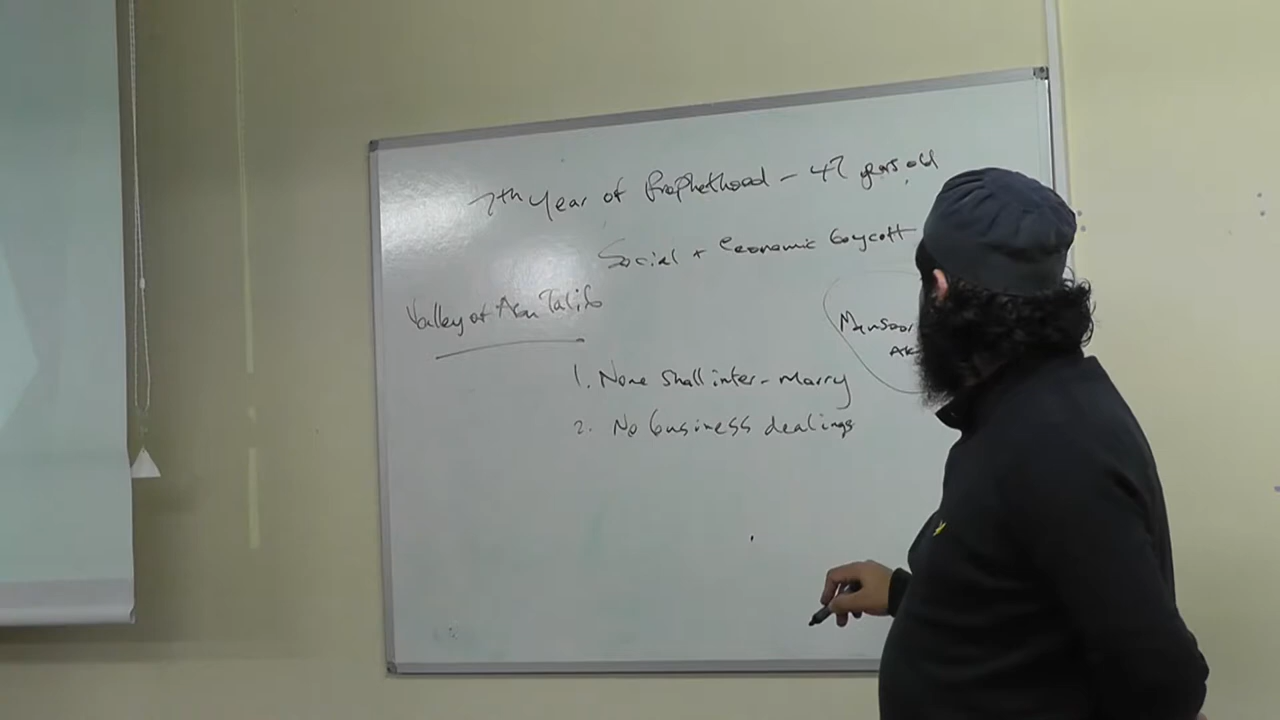 7th Year of Prophethood - 47 years old
Social + economic boycott
Valley of Abu Talib
Mansoor
1. None shall inter-marry
2. No business dealings